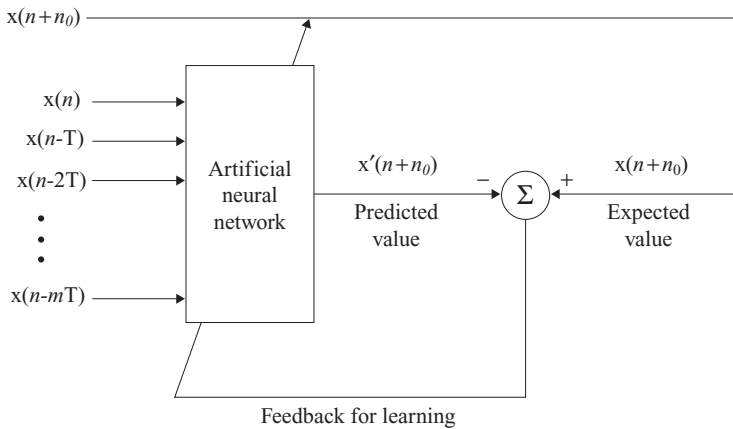 x(n+n₀)
x(n)
x(n-T)
x(n-2T)
x(n-mT)
Artificial
neural
network
x′(n+n₀)
Predicted
value
−
Σ
+
x(n+n₀)
Expected
value
Feedback for learning